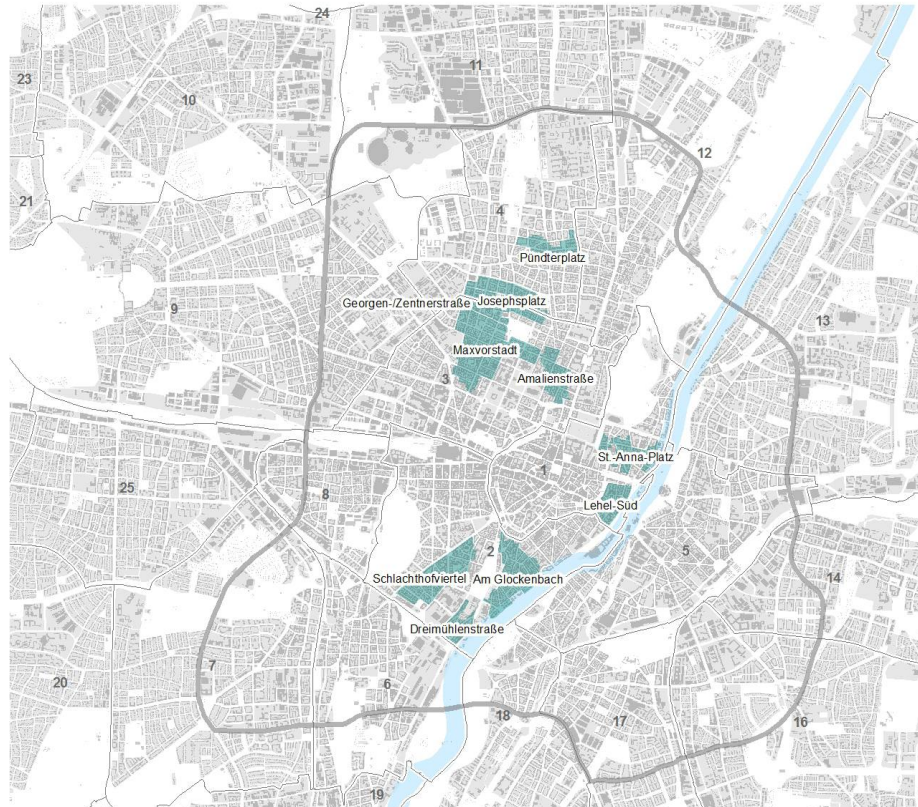 24
23
11
10
12
21
4
Pündterplatz
Georgen-/Zentnerstraße
Josephsplatz
9
13
Maxvorstadt
3
Amalienstraße
St.-Anna-Platz
1
25
8
Lehel-Süd
2
5
Schlachthofviertel
Am Glockenbach
14
Dreimühlenstraße
7
20
6
18
17
16
19